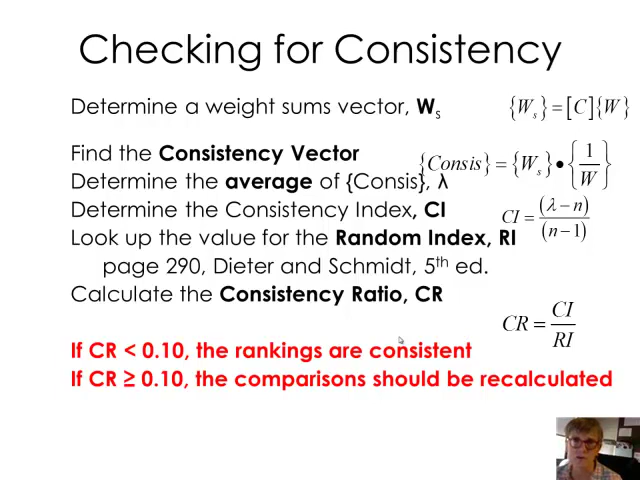 Checking for Consistency
Determine a weight sums vector, Ws
{Ws} = [C]{W}
Find the Consistency Vector
{Consis} = {Ws} • {1/W}
Determine the average of {Consis}, λ
Determine the Consistency Index, CI
CI = (λ − n)/(n − 1)
Look up the value for the Random Index, RI
page 290, Dieter and Schmidt, 5th ed.
Calculate the Consistency Ratio, CR
CR = CI/RI
If CR < 0.10, the rankings are consistent
If CR ≥ 0.10, the comparisons should be recalculated